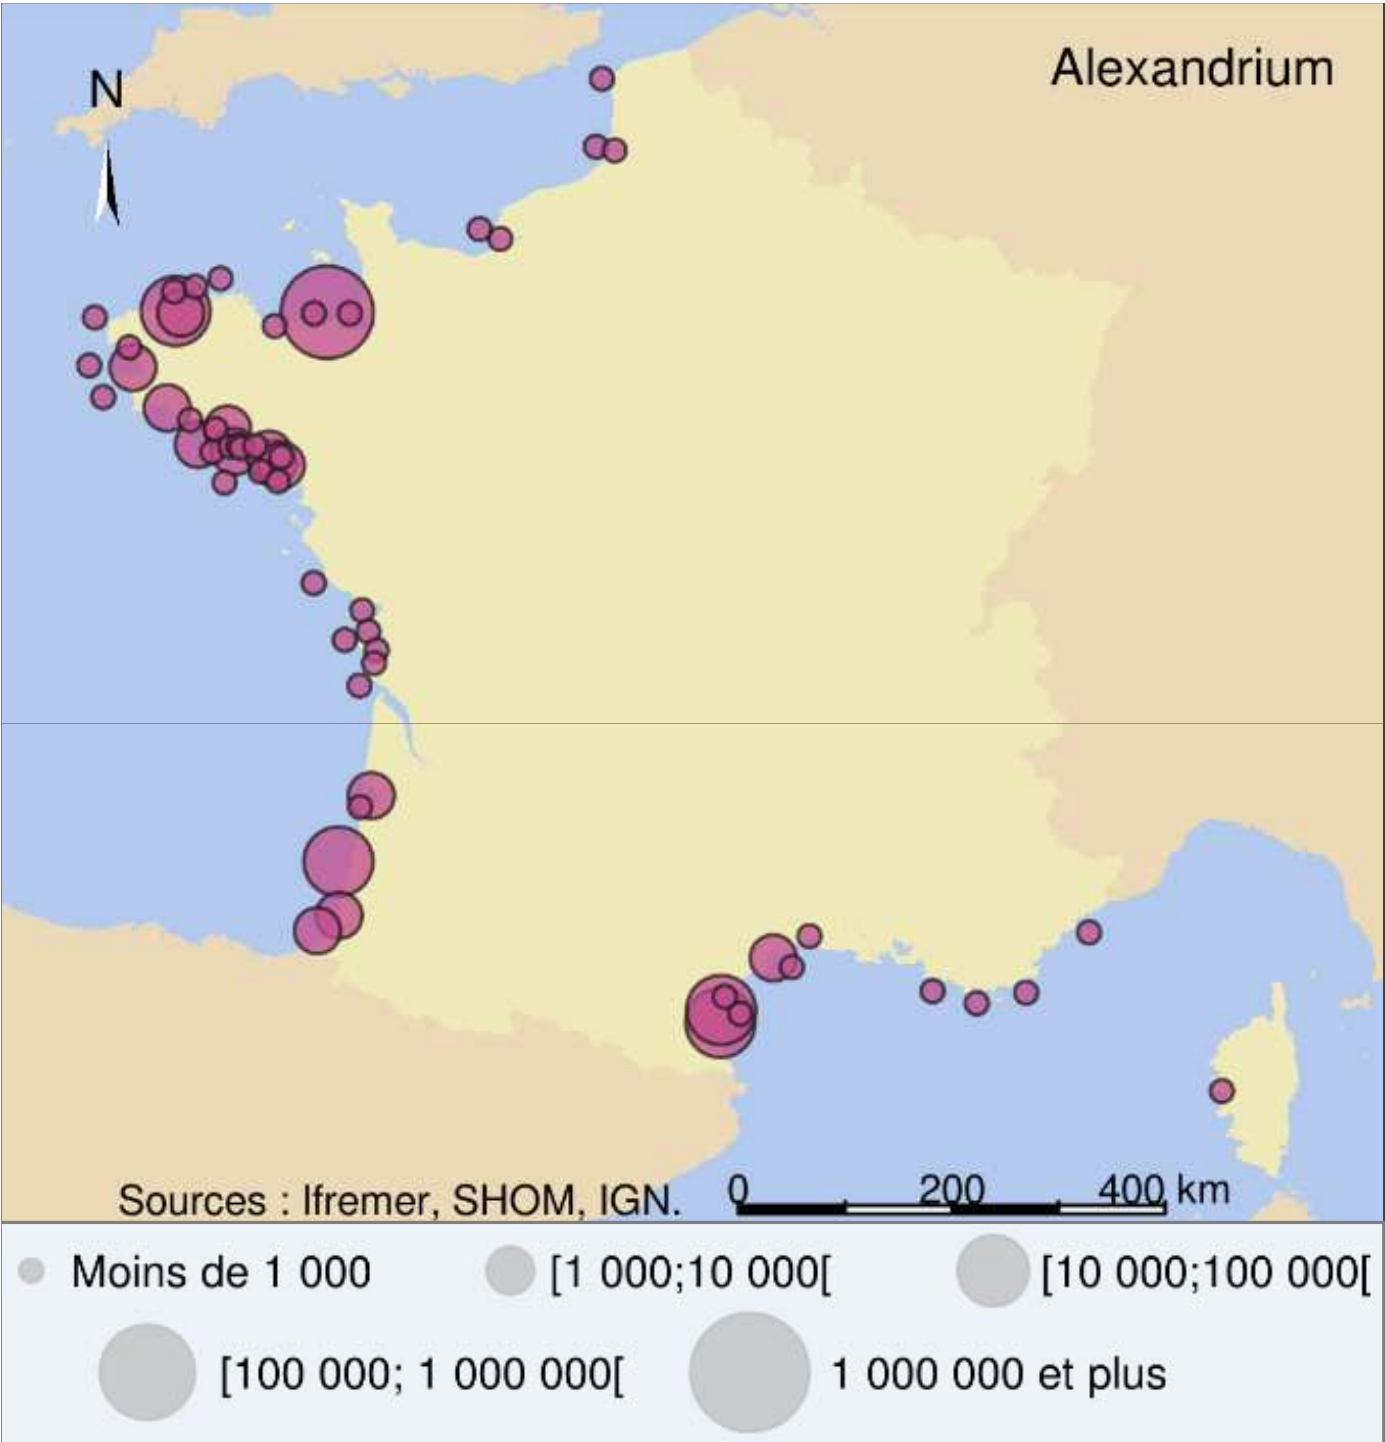 Alexandrium
N
Sources : Ifremer, SHOM, IGN.
0 200 400 km
Moins de 1 000 [1 000;10 000[ [10 000;100 000[
[100 000; 1 000 000[ 1 000 000 et plus